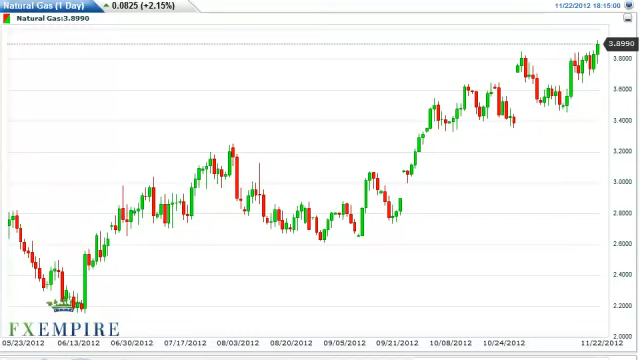 Natural Gas (1 Day) 0.0825 (+2.15%) 11/22/2012 18:15:00
Natural Gas:3.8990
3.8990
3.8000
3.6000
3.4000
3.2000
3.0000
2.8000
2.6000
2.4000
2.2000
2.0000
FXEMPIRE
05/23/2012 06/13/2012 07/17/2012 08/03/2012 08/20/2012 09/05/2012 09/21/2012 10/08/2012 10/24/2012 11/22/2012